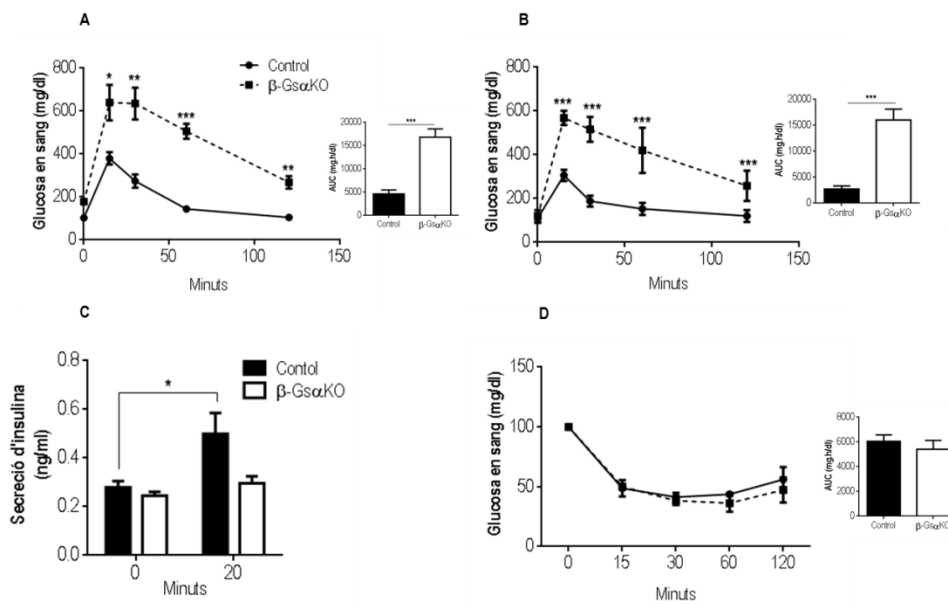 A
Control
β-GsαKO
Glucosa en sang (mg/dl)
800
600
400
200
0
* ** *** **
0 50 100 150
Minuts
AUC (mg.h/dl)
20000
15000
10000
5000
0
***
Control β-GsαKO
B
Glucosa en sang (mg/dl)
800
600
400
200
0
*** *** *** ***
0 50 100 150
Minuts
AUC (mg.h/dl)
20000
15000
10000
5000
0
***
Control β-GsαKO
C
Contol
β-GsαKO
Secreció d'insulina
(ng/ml)
0.8
0.6
0.4
0.2
0.0
*
0 20
Minuts
D
Glucosa en sang (mg/dl)
150
100
50
0
0 15 30 60 120
Minuts
AUC (mg.h/dl)
8000
6000
4000
2000
0
Control β-GsαKO